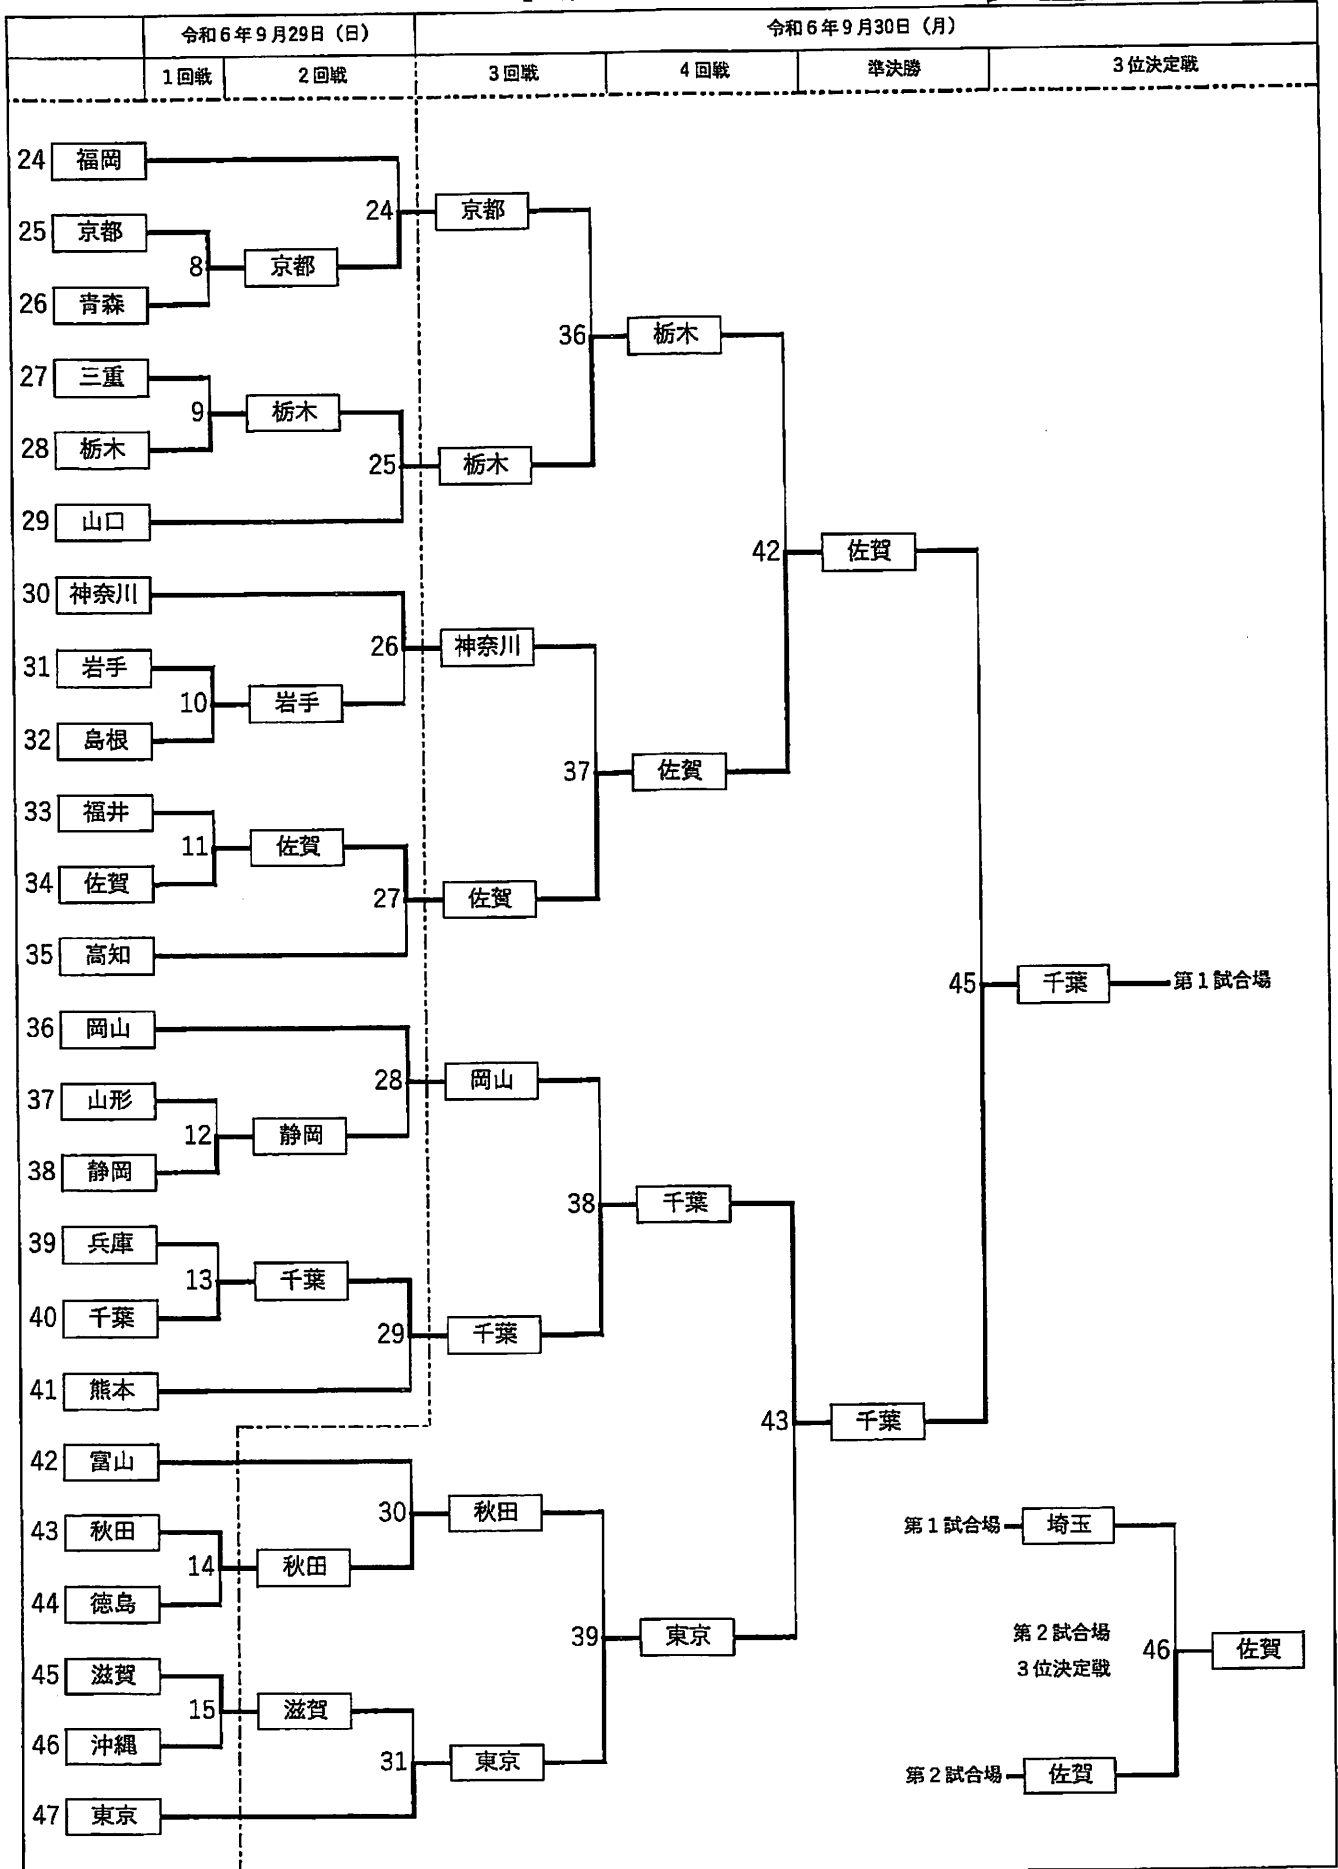 令和6年9月29日（日） 令和6年9月30日（月）
1回戦 2回戦 3回戦 4回戦 準決勝 3位決定戦
24 福岡
24 京都
25 京都
8 京都
26 青森
36 栃木
27 三重
9 栃木
28 栃木
25 栃木
29 山口
42 佐賀
30 神奈川
26 神奈川
31 岩手
10 岩手
32 島根
37 佐賀
33 福井
11 佐賀
34 佐賀
27 佐賀
35 高知
45 千葉 第1試合場
36 岡山
28 岡山
37 山形
12 静岡
38 静岡
38 千葉
39 兵庫
13 千葉
40 千葉
29 千葉
41 熊本
43 千葉
42 富山
30 秋田
第1試合場 埼玉
43 秋田
14 秋田
44 徳島
39 東京
第2試合場
46 佐賀
3位決定戦
45 滋賀
15 滋賀
46 沖縄
31 東京
第2試合場 佐賀
47 東京